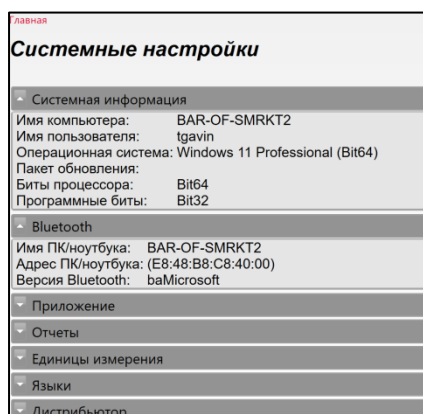 Главная
Системные настройки
Системная информация
Имя компьютера: BAR-OF-SMRKT2
Имя пользователя: tgavin
Операционная система: Windows 11 Professional (Bit64)
Пакет обновления:
Биты процессора: Bit64
Программные биты: Bit32
Bluetooth
Имя ПК/ноутбука: BAR-OF-SMRKT2
Адрес ПК/ноутбука: (E8:48:B8:C8:40:00)
Версия Bluetooth: baMicrosoft
Приложение
Отчеты
Единицы измерения
Языки
Дистрибьютор